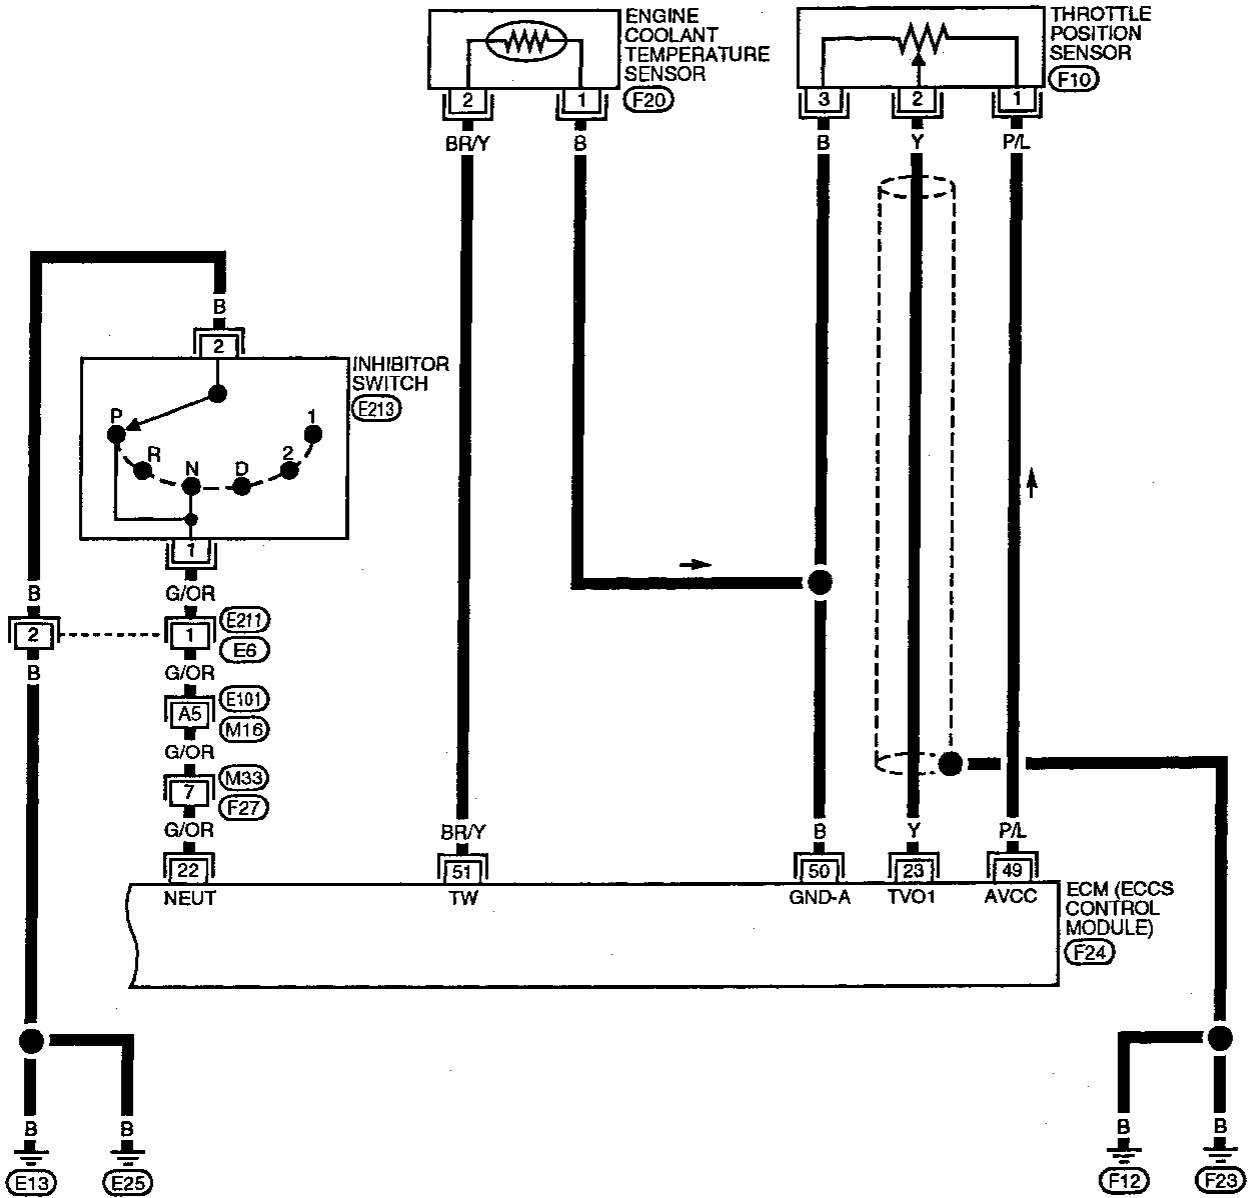 ENGINE
COOLANT
TEMPERATURE
SENSOR
F20
THROTTLE
POSITION
SENSOR
F10
2
1
3
2
1
BR/Y
B
B
Y
P/L
B
2
INHIBITOR
SWITCH
E213
P
R
N
D
2
1
1
B
G/OR
2
1
E211
E6
B
G/OR
A5
E101
M16
G/OR
7
M33
F27
G/OR
BR/Y
B
Y
P/L
22
51
50
23
49
NEUT
TW
GND-A
TVO1
AVCC
ECM (ECCS
CONTROL
MODULE)
F24
B
B
B
B
E13
E25
F12
F23